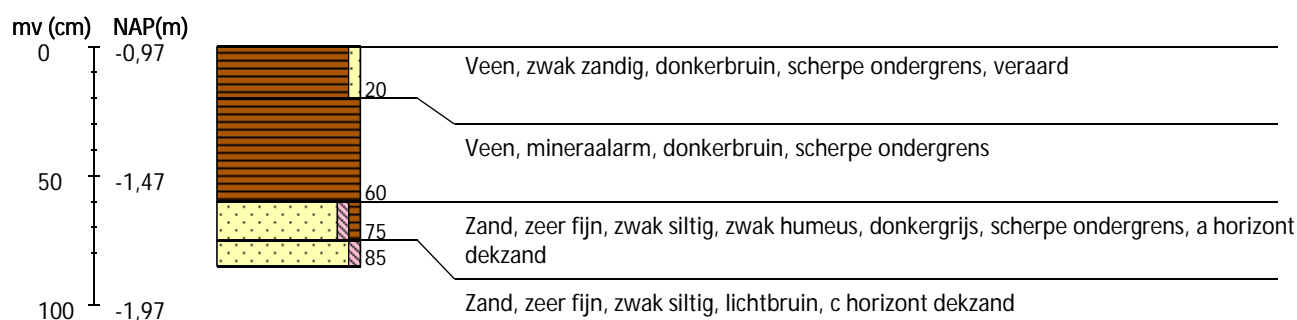 mv (cm) NAP(m)
0 -0,97
Veen, zwak zandig, donkerbruin, scherpe ondergrens, veraard
20
Veen, mineraalarm, donkerbruin, scherpe ondergrens
50 -1,47
60
Zand, zeer fijn, zwak siltig, zwak humeus, donkergrijs, scherpe ondergrens, a horizont
dekzand
75
85
Zand, zeer fijn, zwak siltig, lichtbruin, c horizont dekzand
100 -1,97